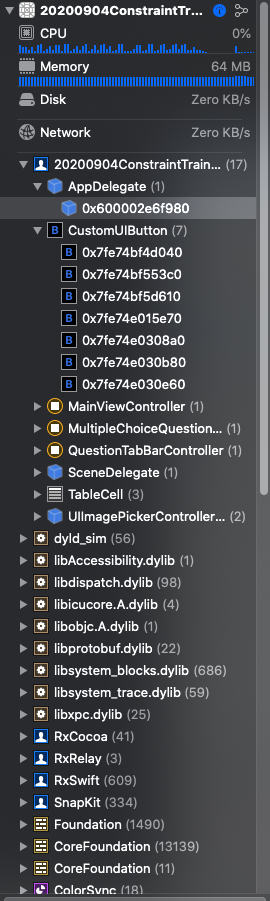 20200904ConstraintTr...
CPU 0%
Memory 64 MB
Disk Zero KB/s
Network Zero KB/s
20200904ConstraintTrain... (17)
AppDelegate (1)
0x600002e6f980
CustomUIButton (7)
0x7fe74bf4d040
0x7fe74bf553c0
0x7fe74bf5d610
0x7fe74e015e70
0x7fe74e0308a0
0x7fe74e030b80
0x7fe74e030e60
MainViewController (1)
MultipleChoiceQuestion... (1)
QuestionTabBarController (1)
SceneDelegate (1)
TableCell (3)
UIImagePickerController... (2)
dyld_sim (56)
libAccessibility.dylib (1)
libdispatch.dylib (98)
libicucore.A.dylib (4)
libobjc.A.dylib (1)
libprotobuf.dylib (22)
libsystem_blocks.dylib (686)
libsystem_trace.dylib (59)
libxpc.dylib (25)
RxCocoa (41)
RxRelay (3)
RxSwift (609)
SnapKit (334)
Foundation (1490)
CoreFoundation (13139)
CoreFoundation (11)
ColorSync (18)